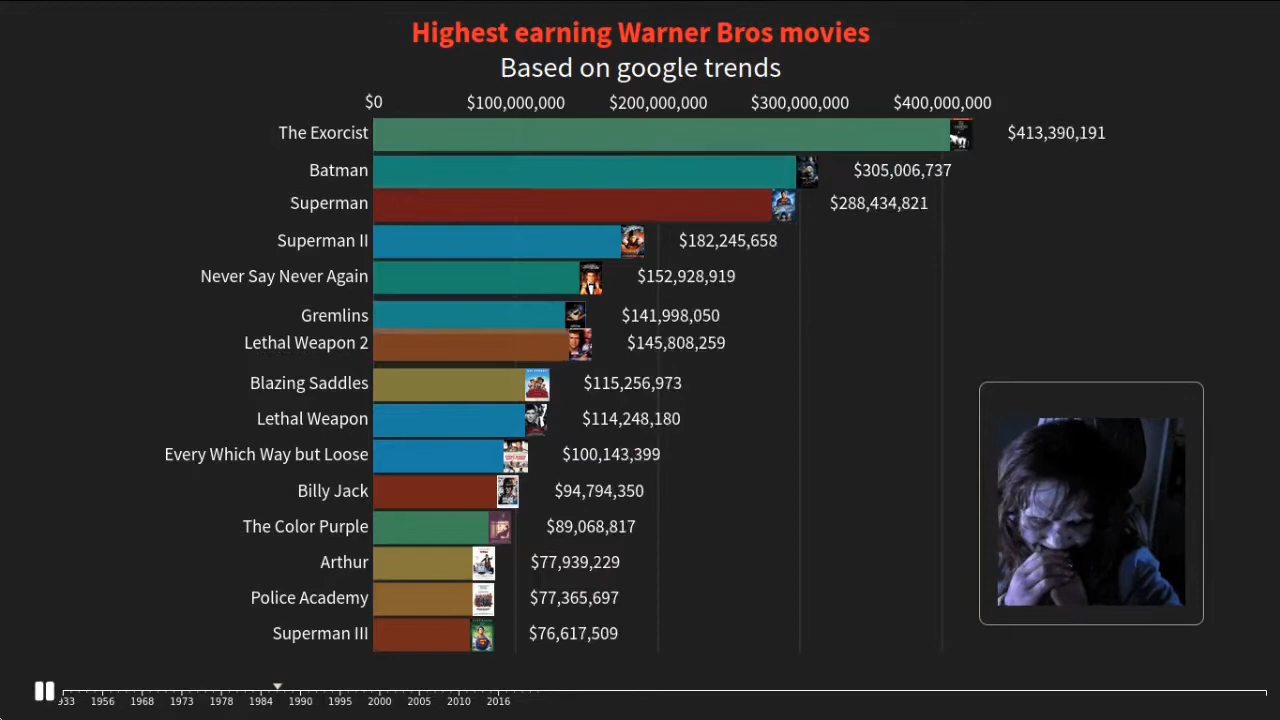 Highest earning Warner Bros movies
Based on google trends
$0 $100,000,000 $200,000,000 $300,000,000 $400,000,000
The Exorcist $413,390,191
Batman $305,006,737
Superman $288,434,821
Superman II $182,245,658
Never Say Never Again $152,928,919
Gremlins $141,998,050
Lethal Weapon 2 $145,808,259
Blazing Saddles $115,256,973
Lethal Weapon $114,248,180
Every Which Way but Loose $100,143,399
Billy Jack $94,794,350
The Color Purple $89,068,817
Arthur $77,939,229
Police Academy $77,365,697
Superman III $76,617,509
1956 1968 1973 1978 1984 1990 1995 2000 2005 2010 2016